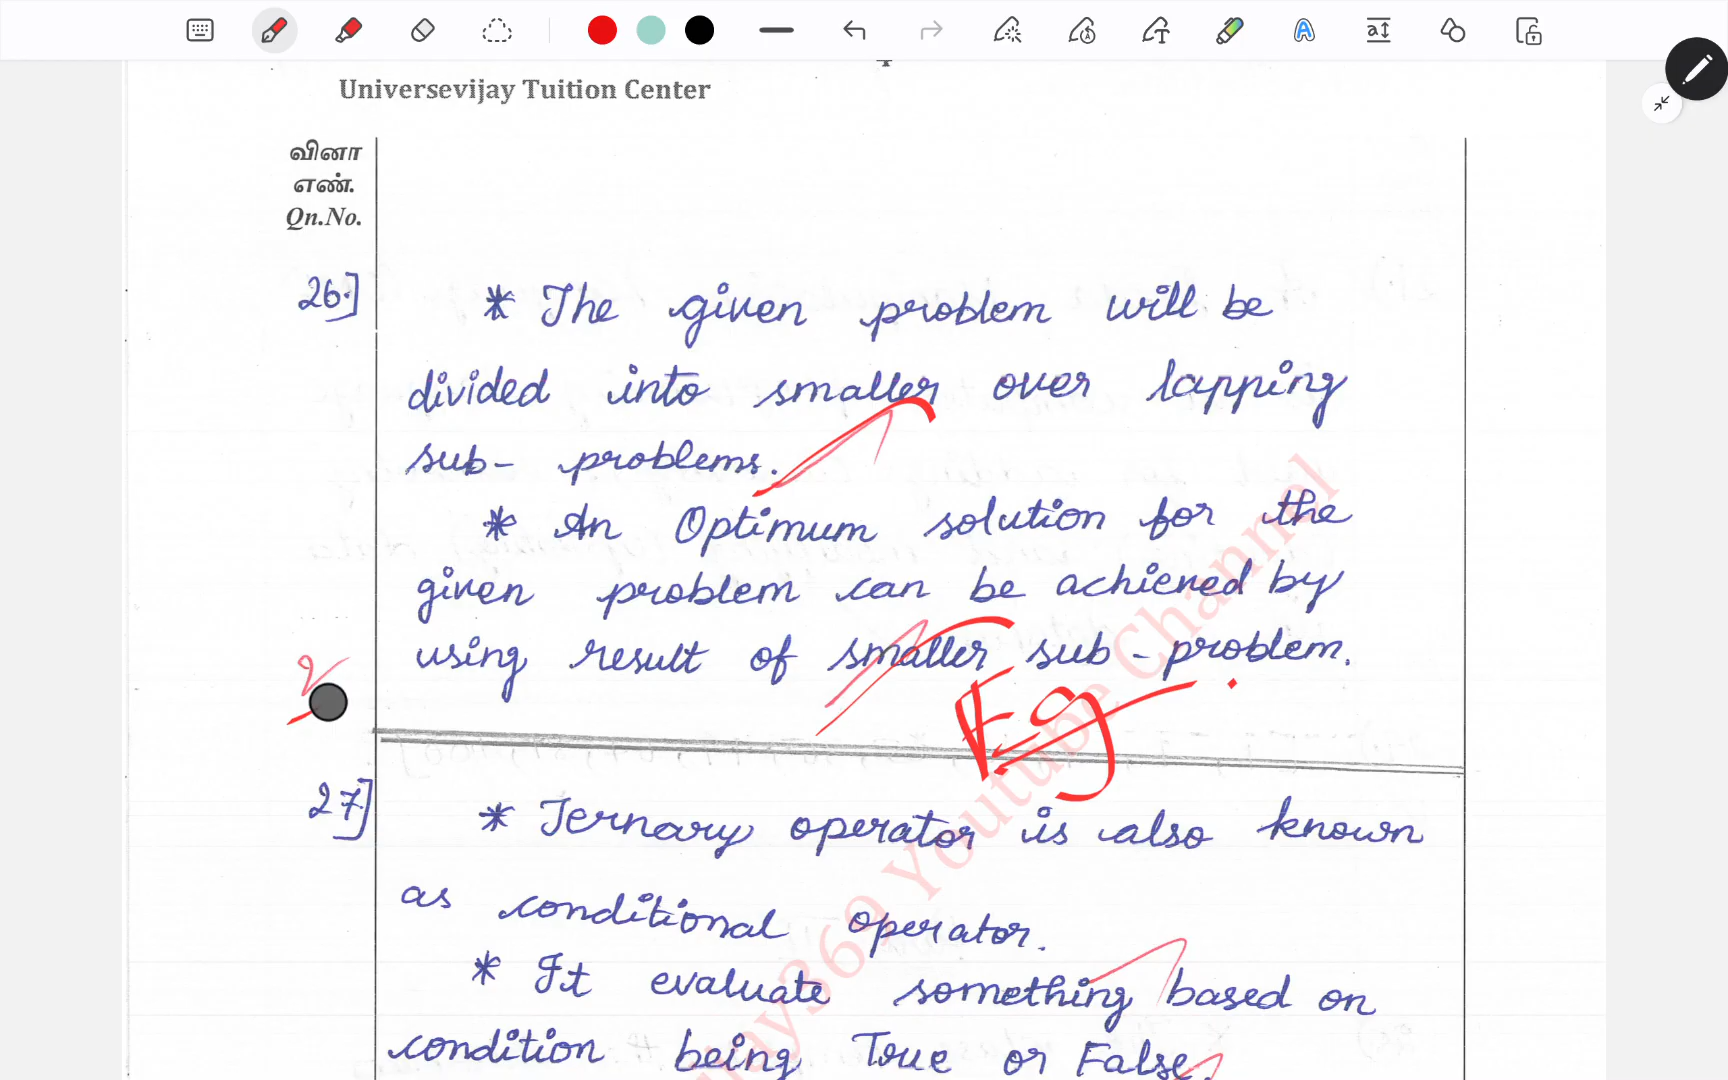 Universevijay Tuition Center
வினா
எண்.
Qn.No.
26.] * The given problem will be
divided into smaller over lapping
sub- problems.
* An Optimum solution for the
given problem can be achieved by
using result of smaller sub-problem.
2
Eg
27.] * Ternary operator is also known
as conditional operator.
* It evaluate something based on
condition being True or False.
Youtube Channel